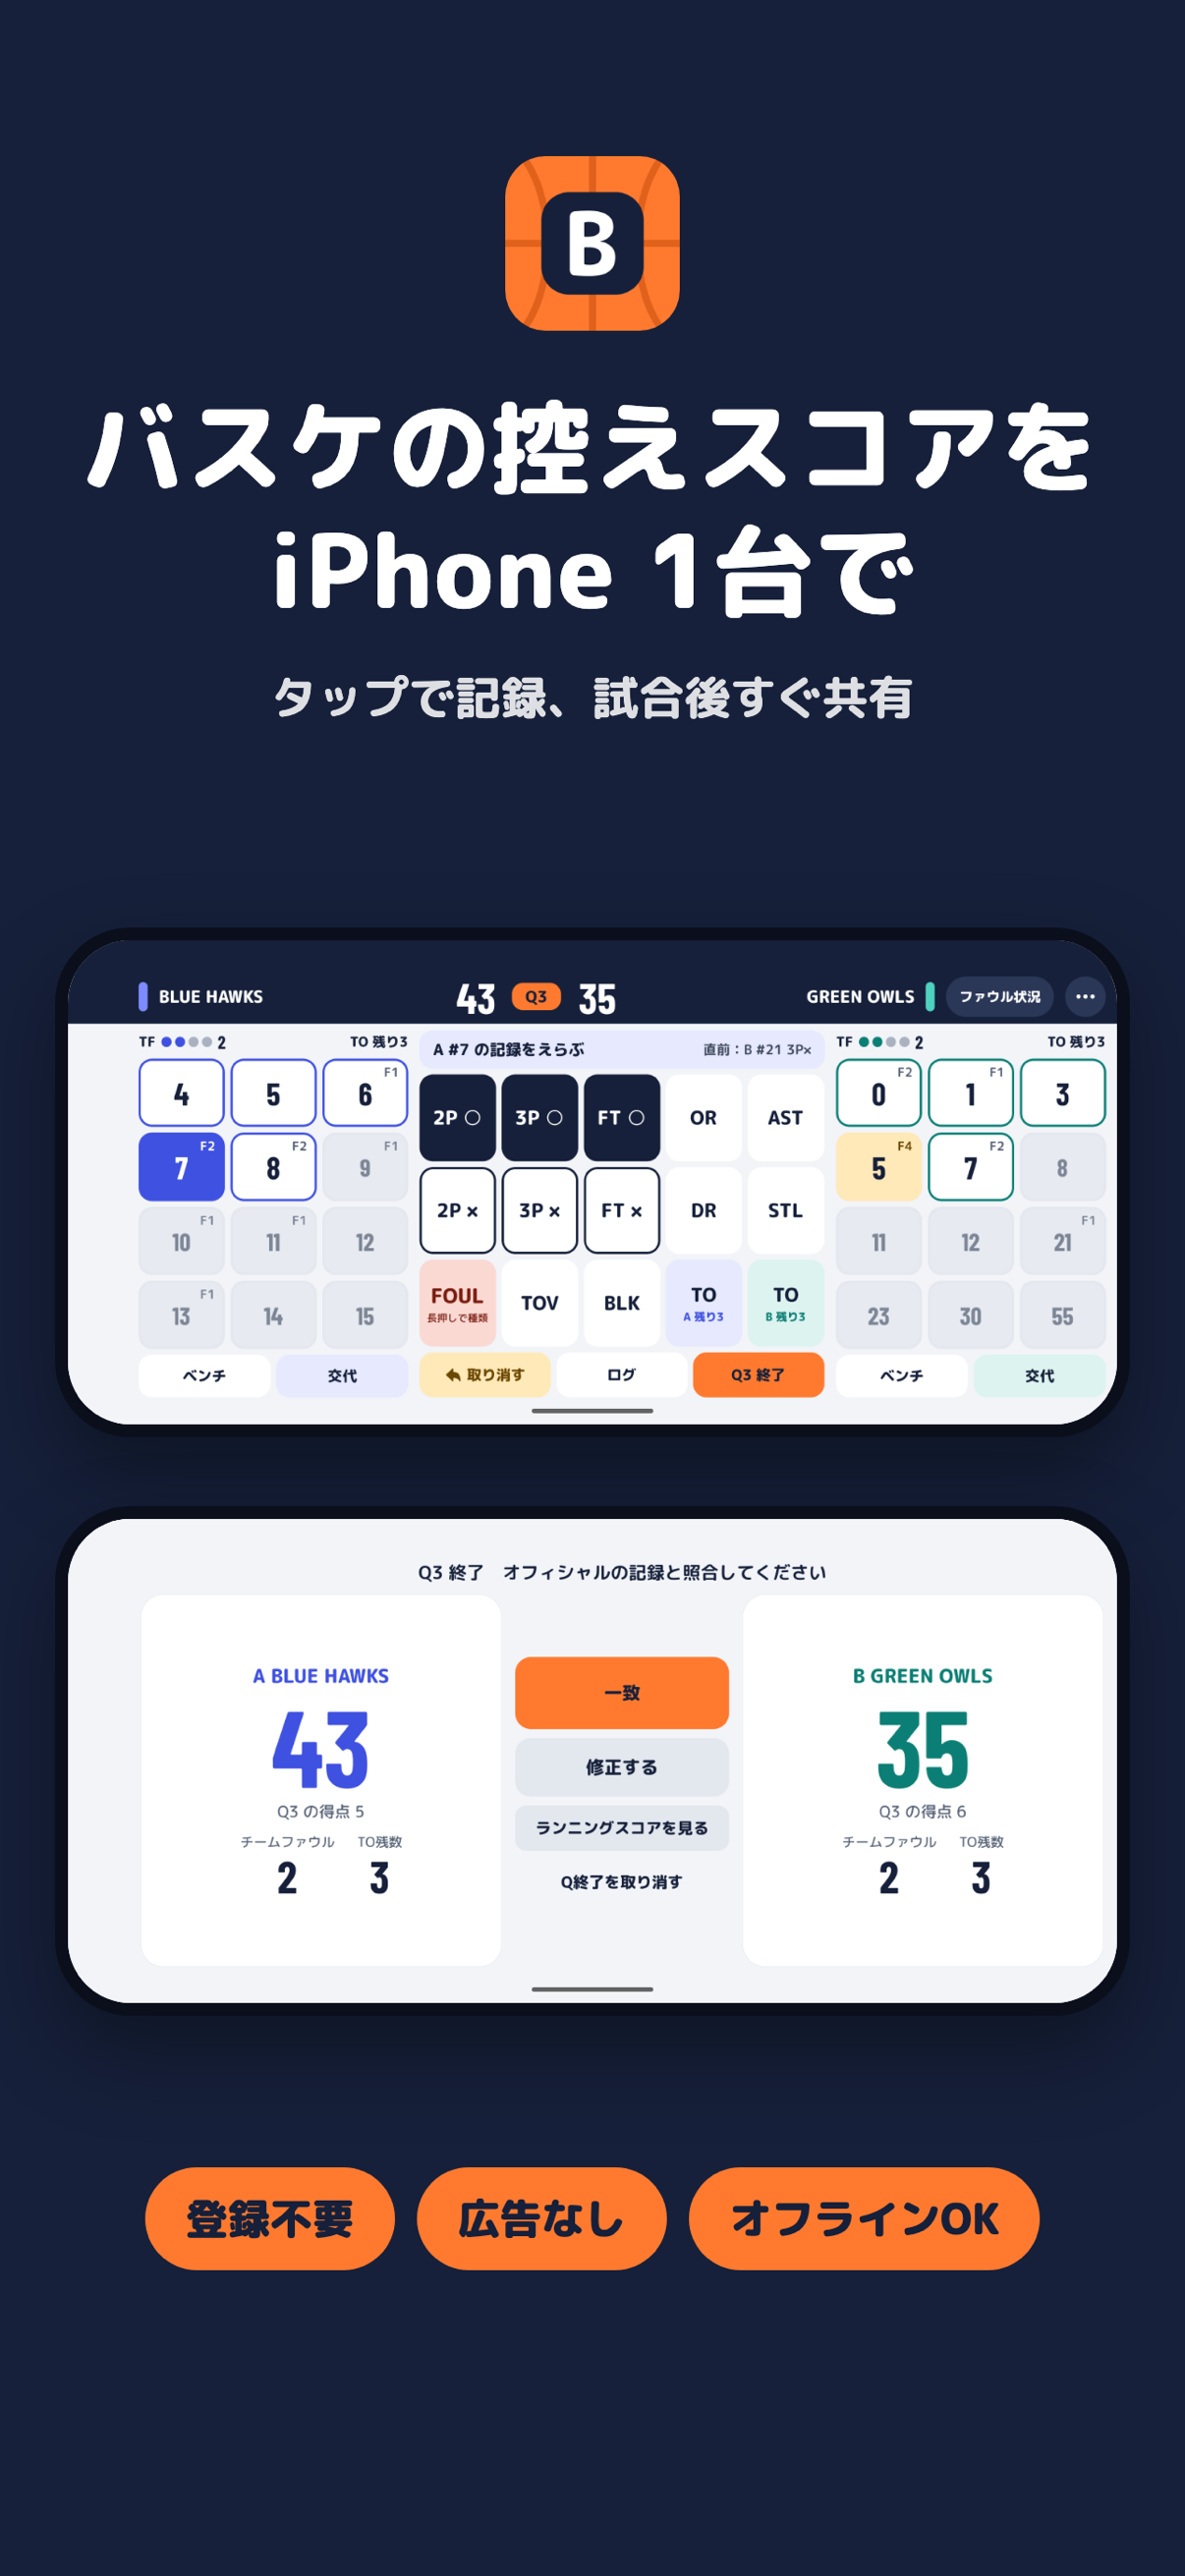 B
バスケの控えスコアを
iPhone 1台で
タップで記録、試合後すぐ共有
BLUE HAWKS 43 Q3 35 GREEN OWLS ファウル状況 •••
TF 2 TO 残り3
4 5 6 F1
7 F2 8 F2 9 F1
10 F1 11 F1 12
13 F1 14 15
ベンチ 交代
A #7 の記録をえらぶ 直前：B #21 3P×
2P ○ 3P ○ FT ○ OR AST
2P × 3P × FT × DR STL
FOUL 長押しで種類 TOV BLK TO A 残り3 TO B 残り3
取り消す ログ Q3 終了
TF 2 TO 残り3
0 F2 1 F1 3
5 F4 7 F2 8
11 12 21 F1
23 30 55
ベンチ 交代
Q3 終了 オフィシャルの記録と照合してください
A BLUE HAWKS
43
Q3 の得点 5
チームファウル TO残数
2 3
一致
修正する
ランニングスコアを見る
Q終了を取り消す
B GREEN OWLS
35
Q3 の得点 6
チームファウル TO残数
2 3
登録不要 広告なし オフラインOK